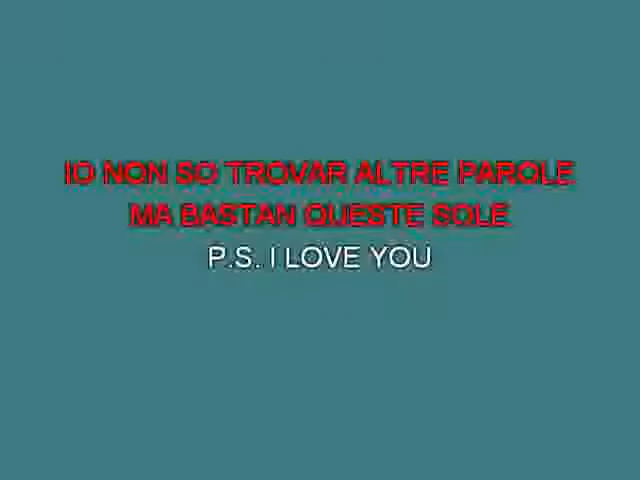 IO NON SO TROVAR ALTRE PAROLE
MA BASTAN QUESTE SOLE
P.S. I LOVE YOU